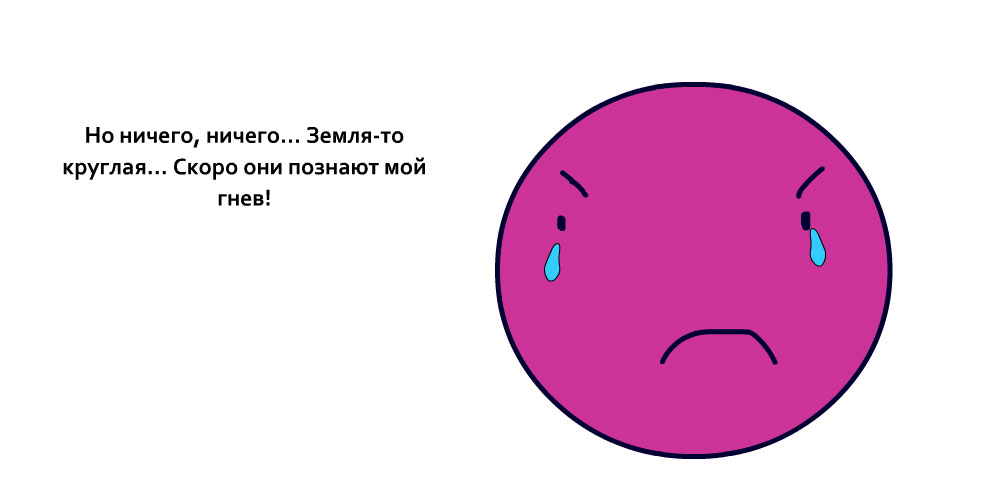 Но ничего, ничего... Земля-то
круглая... Скоро они познают мой
гнев!